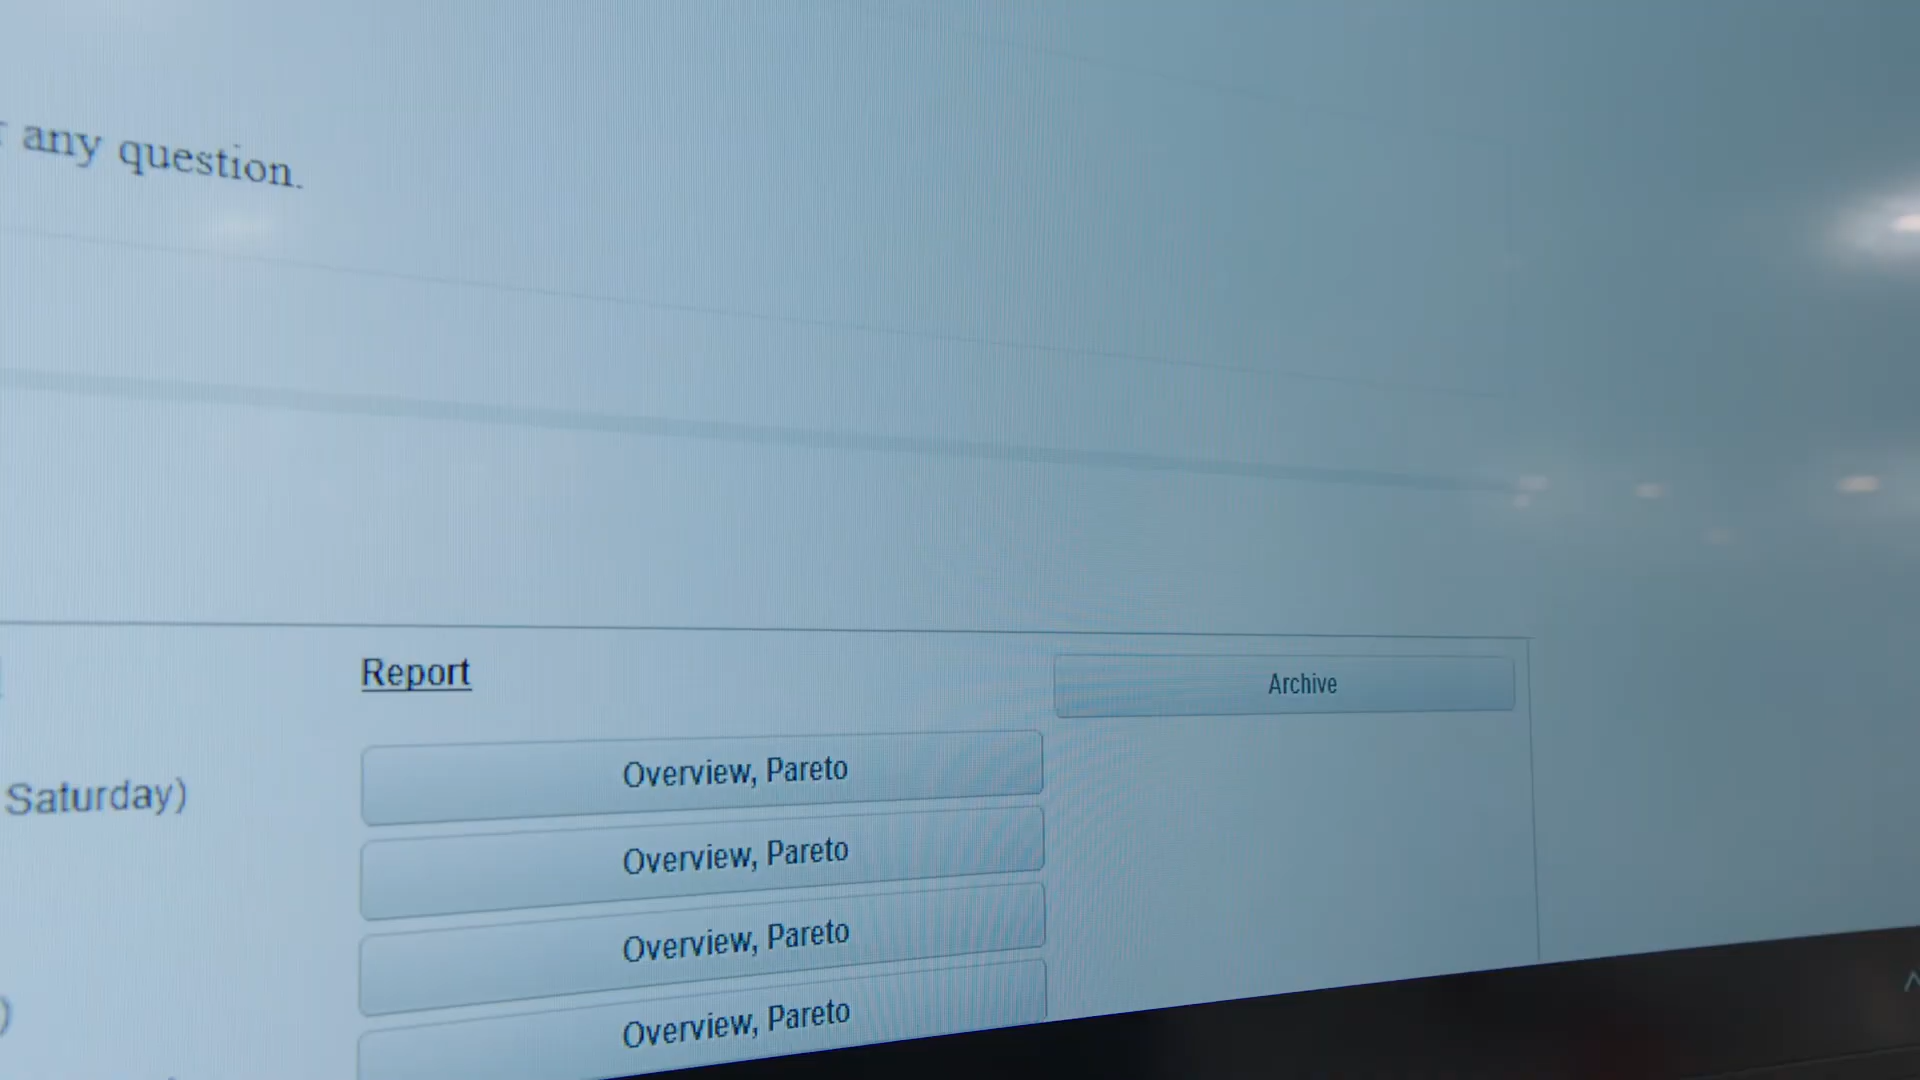 any question.
Report
Archive
Overview, Pareto
Saturday)
Overview, Pareto
Overview, Pareto
)
Overview, Pareto